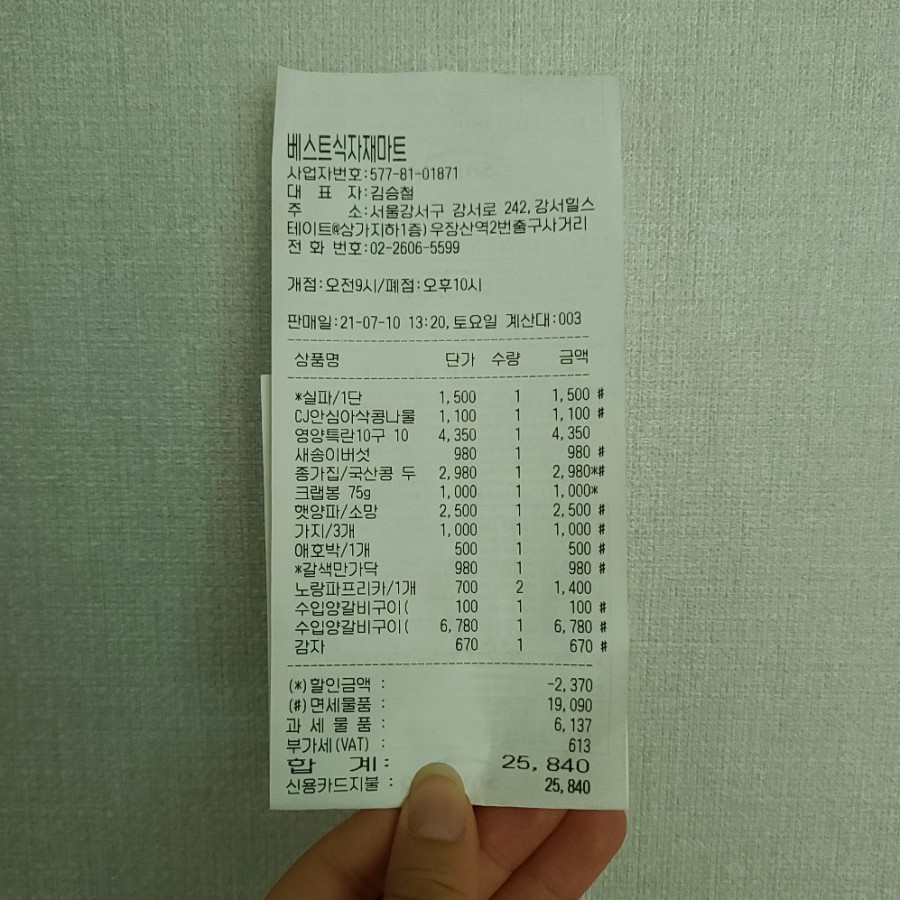 베스트식자재마트
사업자번호:577-81-01871
대 표 자:김승철
주 소:서울강서구 강서로 242,강서힐스
테이트@상가지하1층)우장산역2번출구사거리
전 화 번호:02-2606-5599
개점:오전9시/폐점:오후10시
판매일:21-07-10 13:20,토요일 계산대:003
상품명 단가 수량 금액
*실파/1단 1,500 1 1,500 #
CJ안심아삭콩나물 1,100 1 1,100 #
영양특란10구 10 4,350 1 4,350
새송이버섯 980 1 980 #
종가집/국산콩 두 2,980 1 2,980*#
크랩봉 75g 1,000 1 1,000*
햇양파/소망 2,500 1 2,500 #
가지/3개 1,000 1 1,000 #
애호박/1개 500 1 500 #
*갈색만가닥 980 1 980 #
노랑파프리카/1개 700 2 1,400
수입양갈비구이( 100 1 100 #
수입양갈비구이( 6,780 1 6,780 #
감자 670 1 670 #
(*)할인금액 : -2,370
(#)면세물품 : 19,090
과 세 물 품 : 6,137
부가세(VAT) : 613
합 계: 25,840
신용카드지불 : 25,840